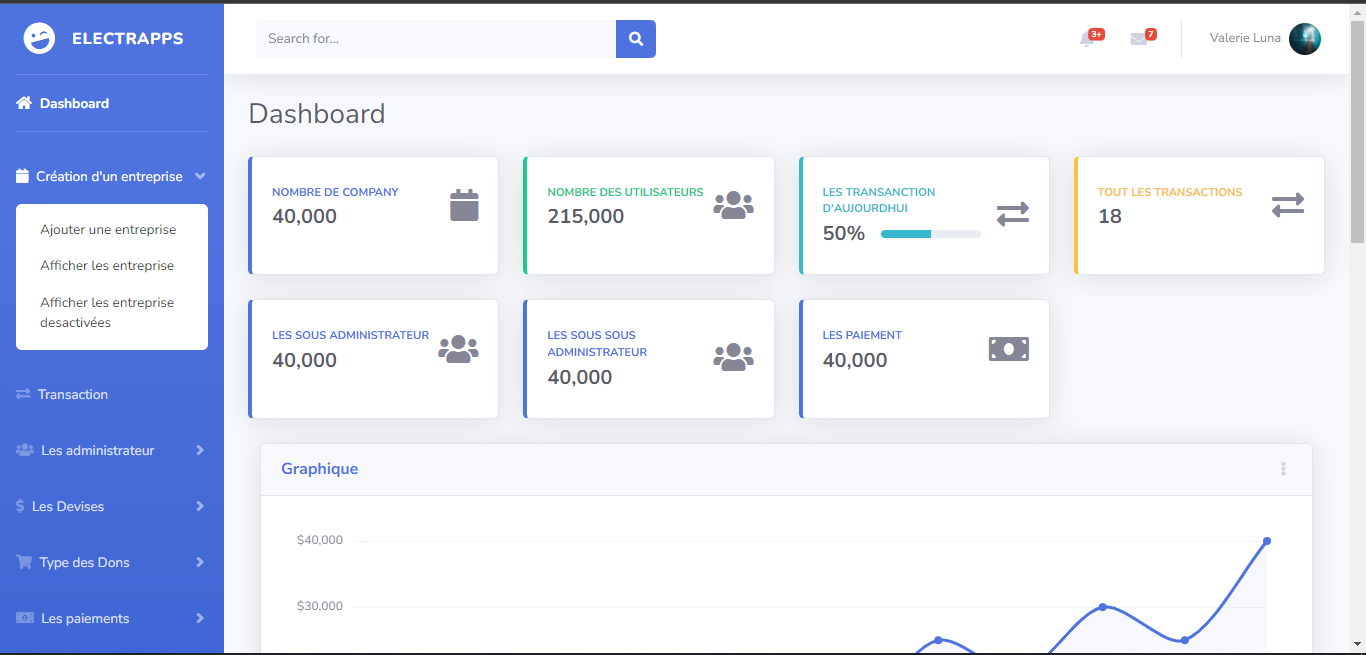 ELECTRAPPS
Dashboard
Création d'un entreprise
Ajouter une entreprise
Afficher les entreprise
Afficher les entreprise
desactivées
Transaction
Les administrateur
$ Les Devises
Type des Dons
Les paiements
Search for...
3+
7
Valerie Luna
Dashboard
NOMBRE DE COMPANY
40,000
NOMBRE DES UTILISATEURS
215,000
LES TRANSANCTION
D'AUJOURDHUI
50%
TOUT LES TRANSACTIONS
18
LES SOUS ADMINISTRATEUR
40,000
LES SOUS SOUS
ADMINISTRATEUR
40,000
LES PAIEMENT
40,000
Graphique
$40,000
$30,000